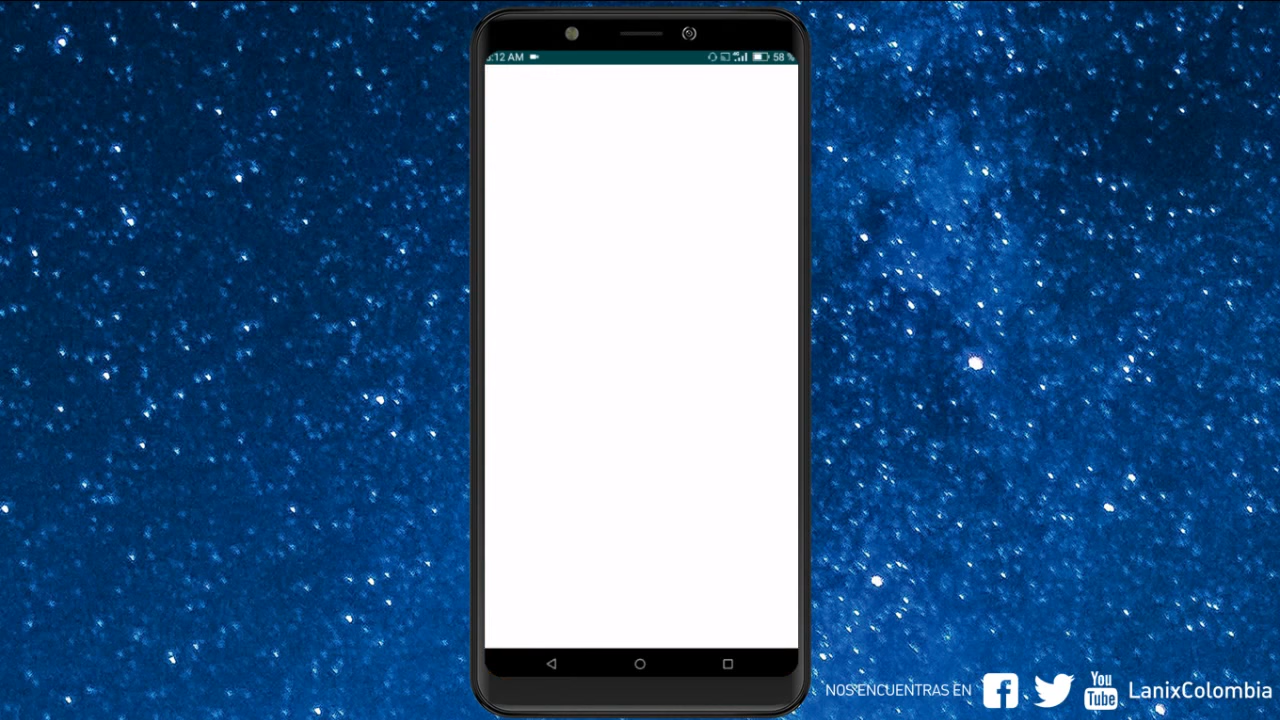 :12 AM
58 %
NOS ENCUENTRAS EN
You
Tube
LanixColombia